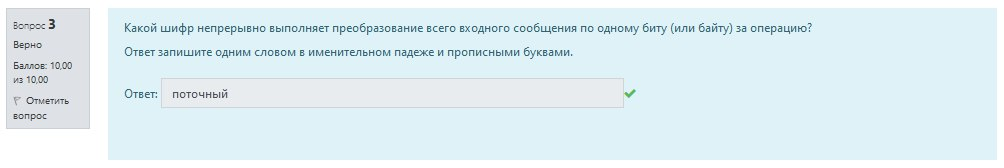 Вопрос 3
Верно
Баллов: 10,00
из 10,00
Отметить
вопрос
Какой шифр непрерывно выполняет преобразование всего входного сообщения по одному биту (или байту) за операцию?
Ответ запишите одним словом в именительном падеже и прописными буквами.
Ответ: поточный